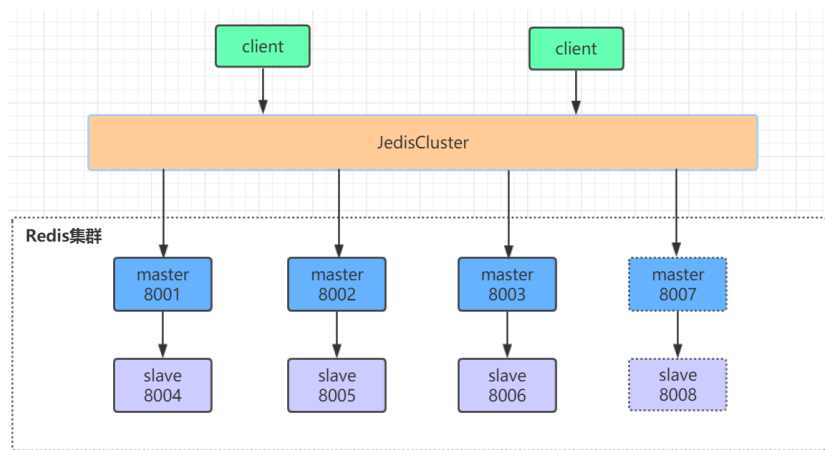 client
client
JedisCluster
Redis集群
master
8001
master
8002
master
8003
master
8007
slave
8004
slave
8005
slave
8006
slave
8008